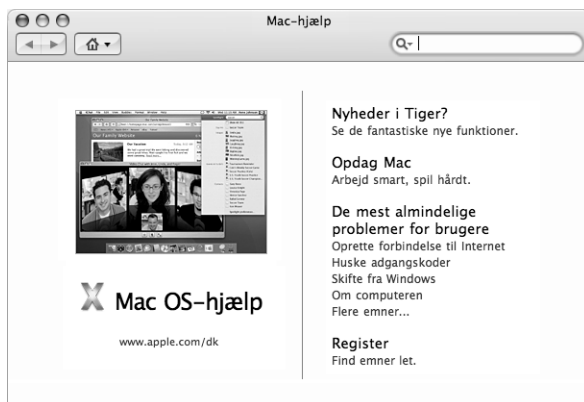 Mac-hjælp
Mac OS-hjælp
www.apple.com/dk
Nyheder i Tiger?
Se de fantastiske nye funktioner.
Opdag Mac
Arbejd smart, spil hårdt.
De mest almindelige
problemer for brugere
Oprette forbindelse til Internet
Huske adgangskoder
Skifte fra Windows
Om computeren
Flere emner...
Register
Find emner let.